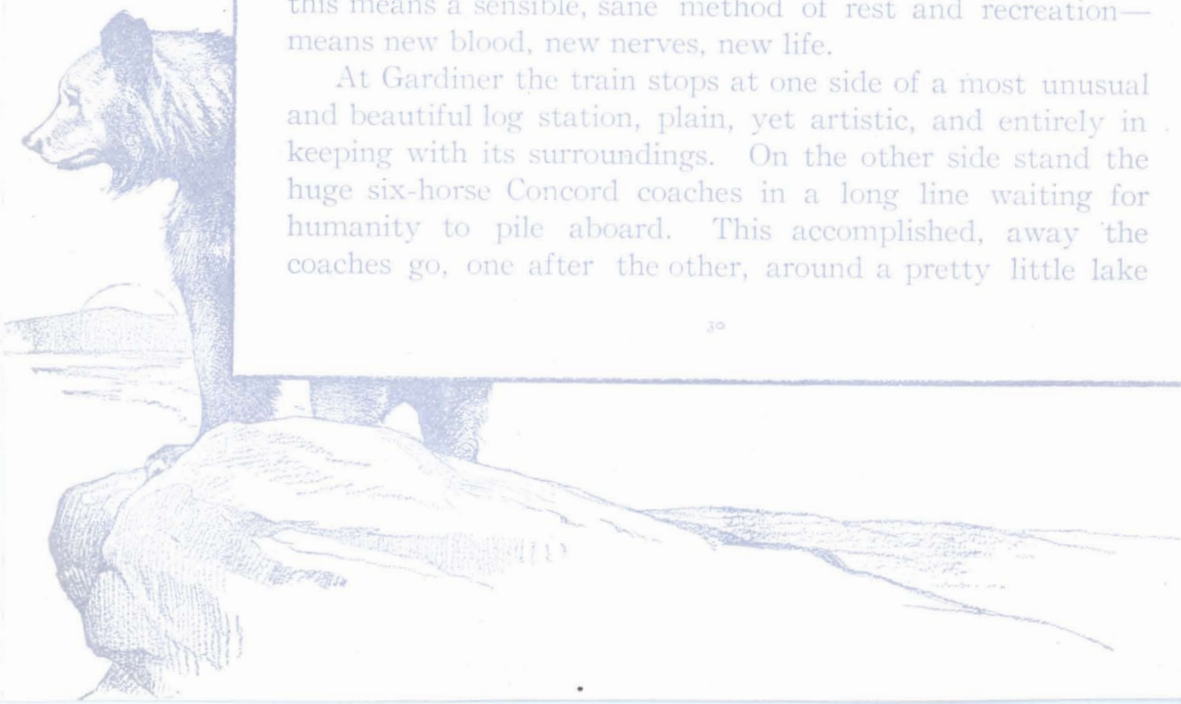 this means a sensible, sane method of rest and recreation—
means new blood, new nerves, new life.
At Gardiner the train stops at one side of a most unusual
and beautiful log station, plain, yet artistic, and entirely in
keeping with its surroundings. On the other side stand the
huge six-horse Concord coaches in a long line waiting for
humanity to pile aboard. This accomplished, away the
coaches go, one after the other, around a pretty little lake
30